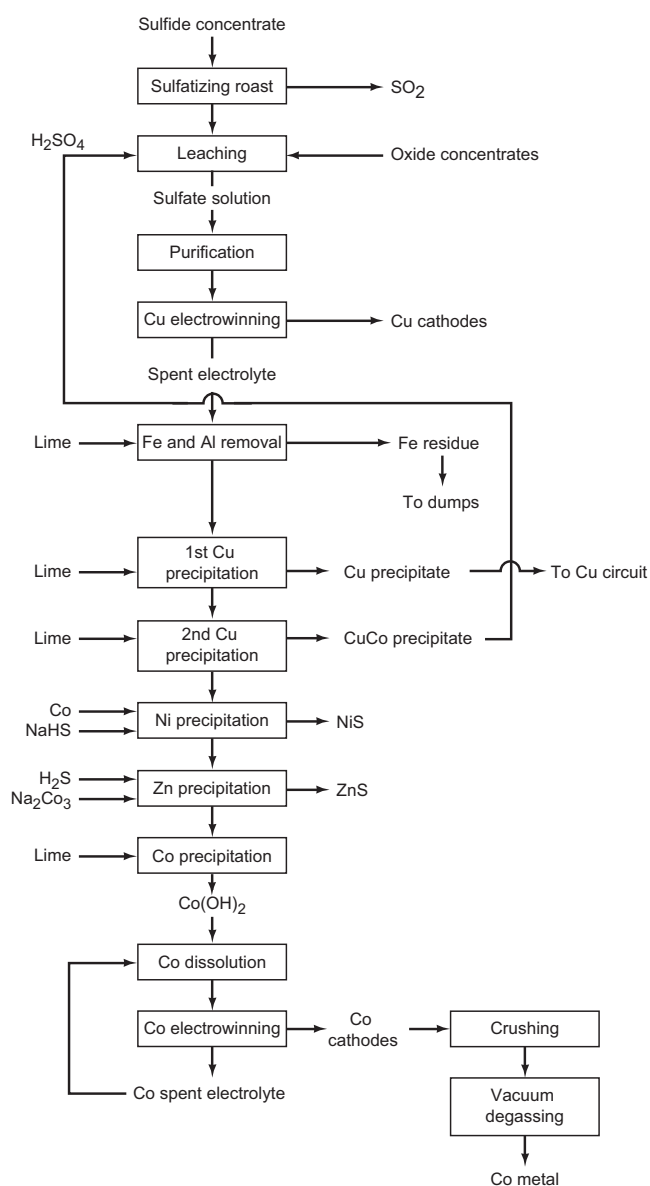 Sulfide concentrate
Sulfatizing roast
SO2
H2SO4
Leaching
Oxide concentrates
Sulfate solution
Purification
Cu electrowinning
Cu cathodes
Spent electrolyte
Lime
Fe and Al removal
Fe residue
To dumps
Lime
1st Cu
precipitation
Cu precipitate
To Cu circuit
Lime
2nd Cu
precipitation
CuCo precipitate
Co
NaHS
Ni precipitation
NiS
H2S
Na2Co3
Zn precipitation
ZnS
Lime
Co precipitation
Co(OH)2
Co dissolution
Co electrowinning
Co
cathodes
Crushing
Co spent electrolyte
Vacuum
degassing
Co metal